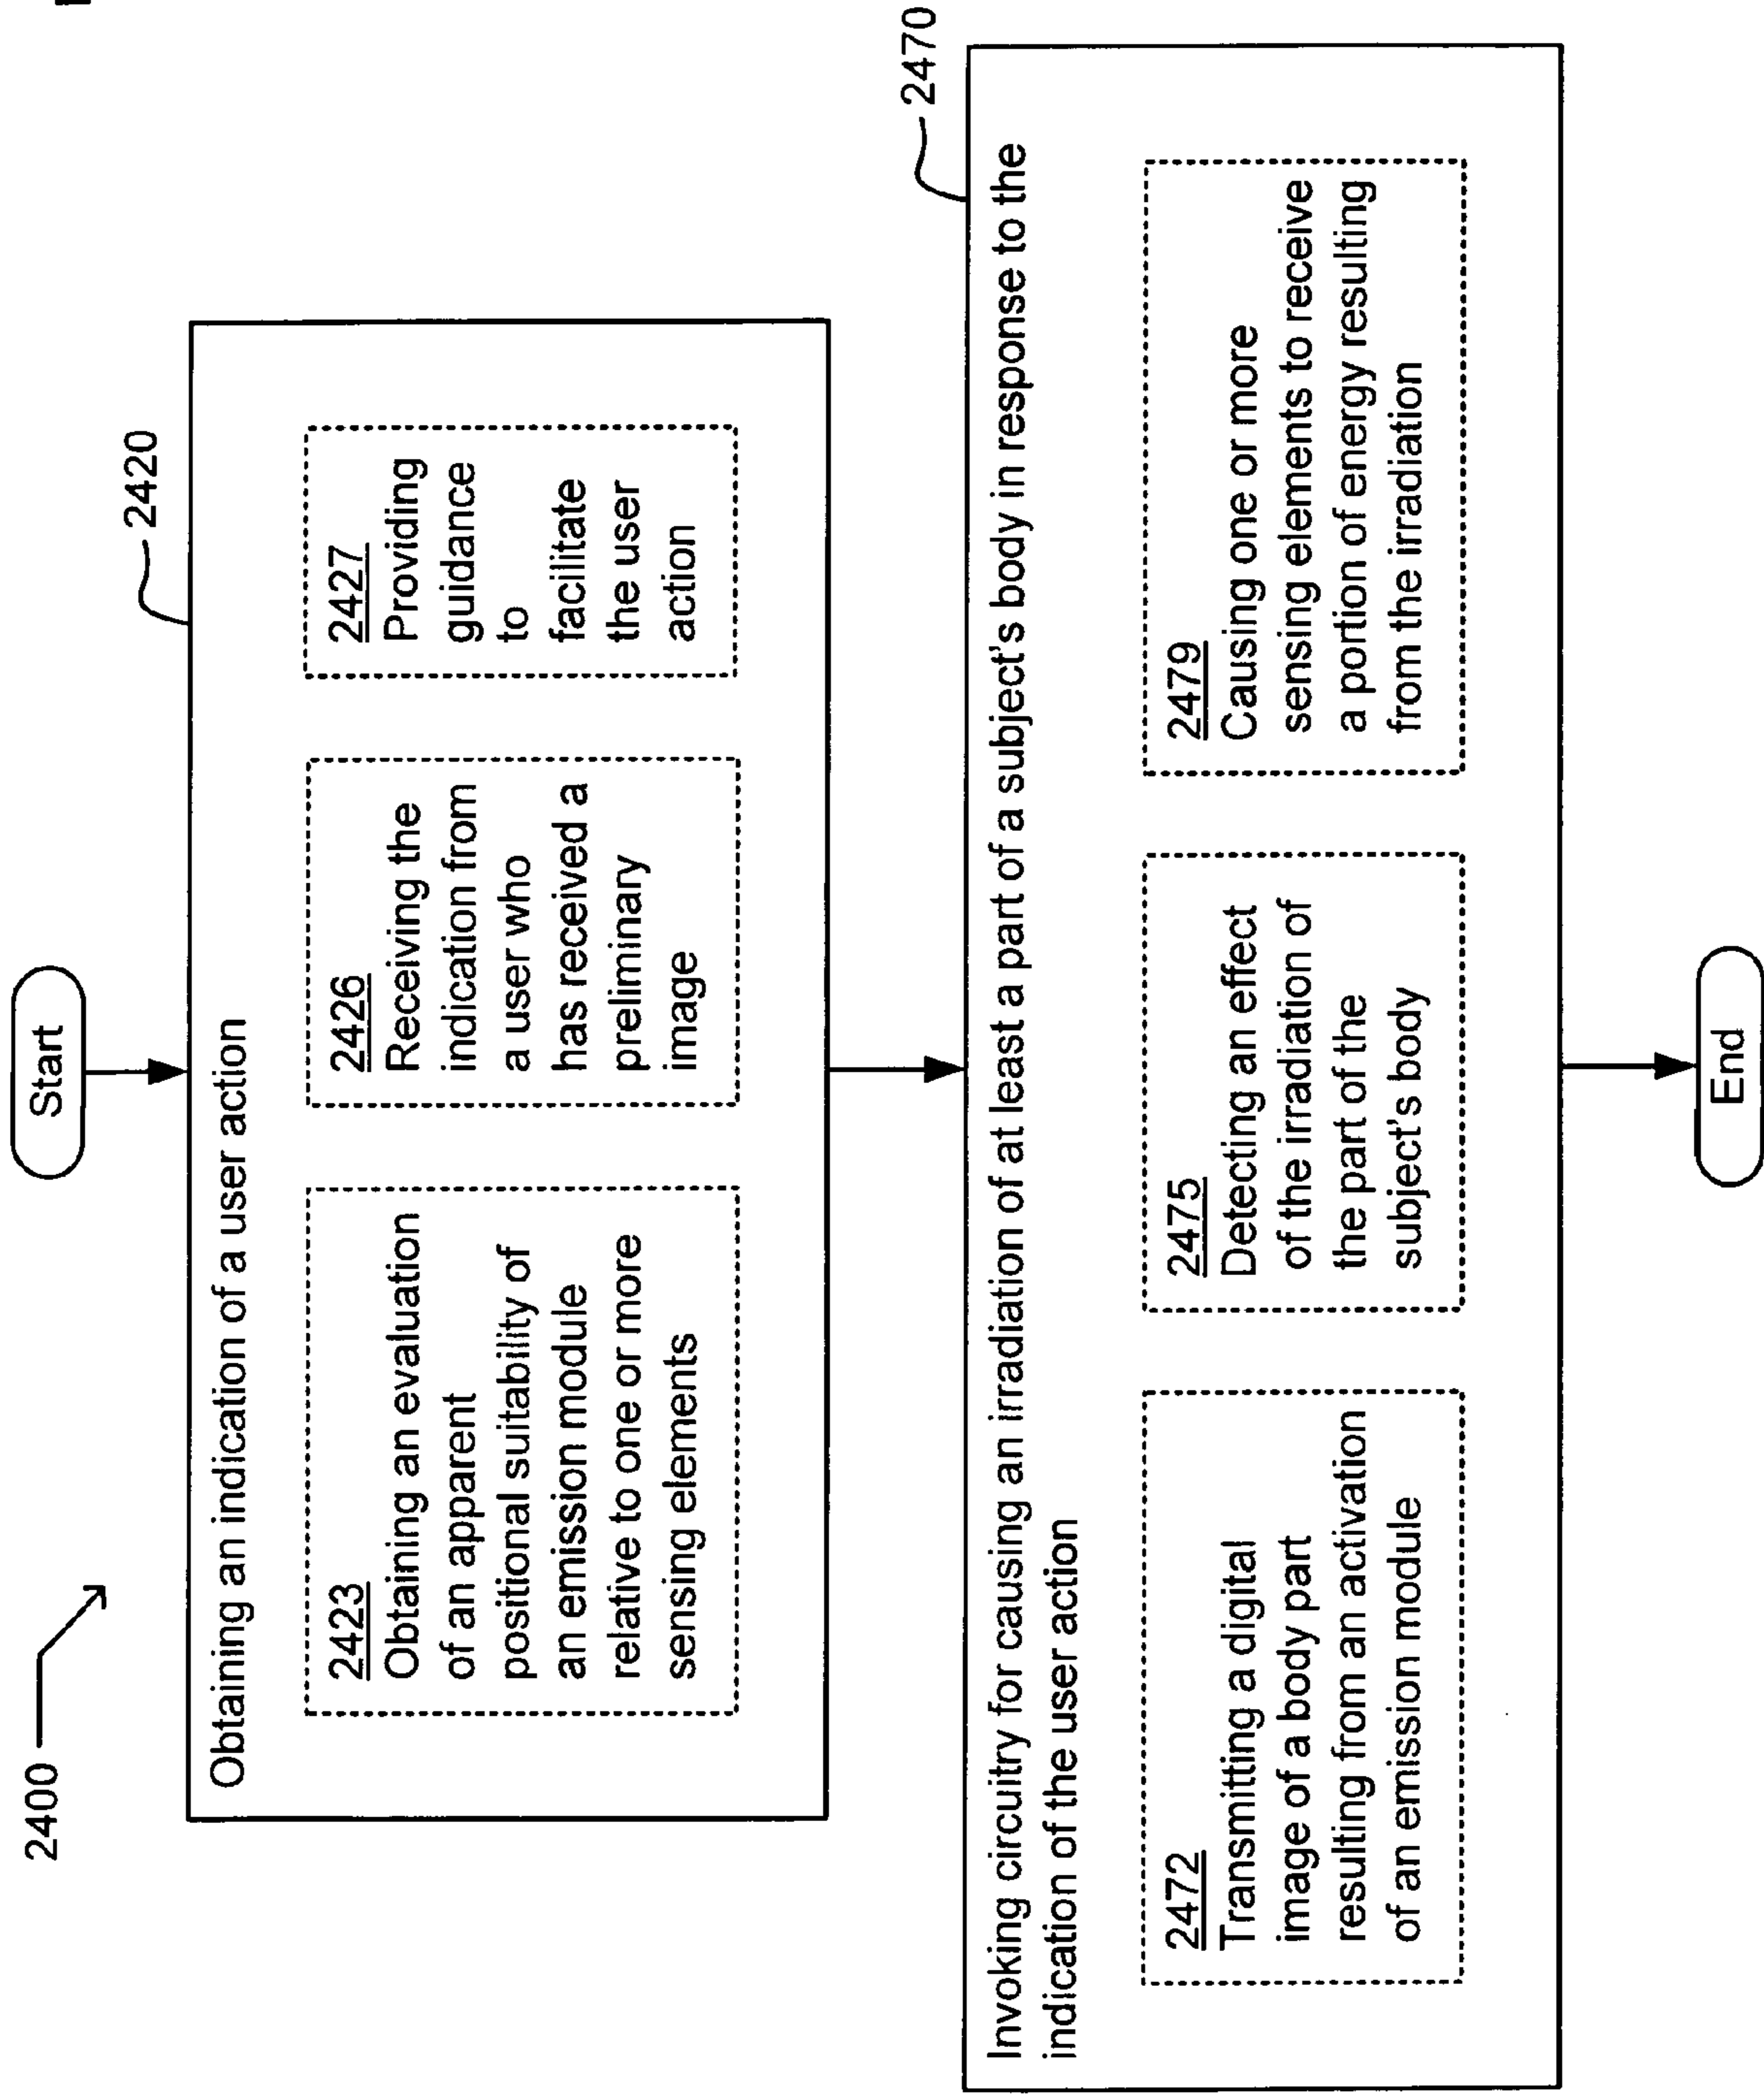 2400
Start
2420
Obtaining an indication of a user action
2423
Obtaining an evaluation
of an apparent
positional suitability of
an emission module
relative to one or more
sensing elements
2426
Receiving the
indication from
a user who
has received a
preliminary
image
2427
Providing
guidance
to
facilitate
the user
action
2470
Invoking circuitry for causing an irradiation of at least a part of a subject's body in response to the
indication of the user action
2472
Transmitting a digital
image of a body part
resulting from an activation
of an emission module
2475
Detecting an effect
of the irradiation of
the part of the
subject's body
2479
Causing one or more
sensing elements to receive
a portion of energy resulting
from the irradiation
End